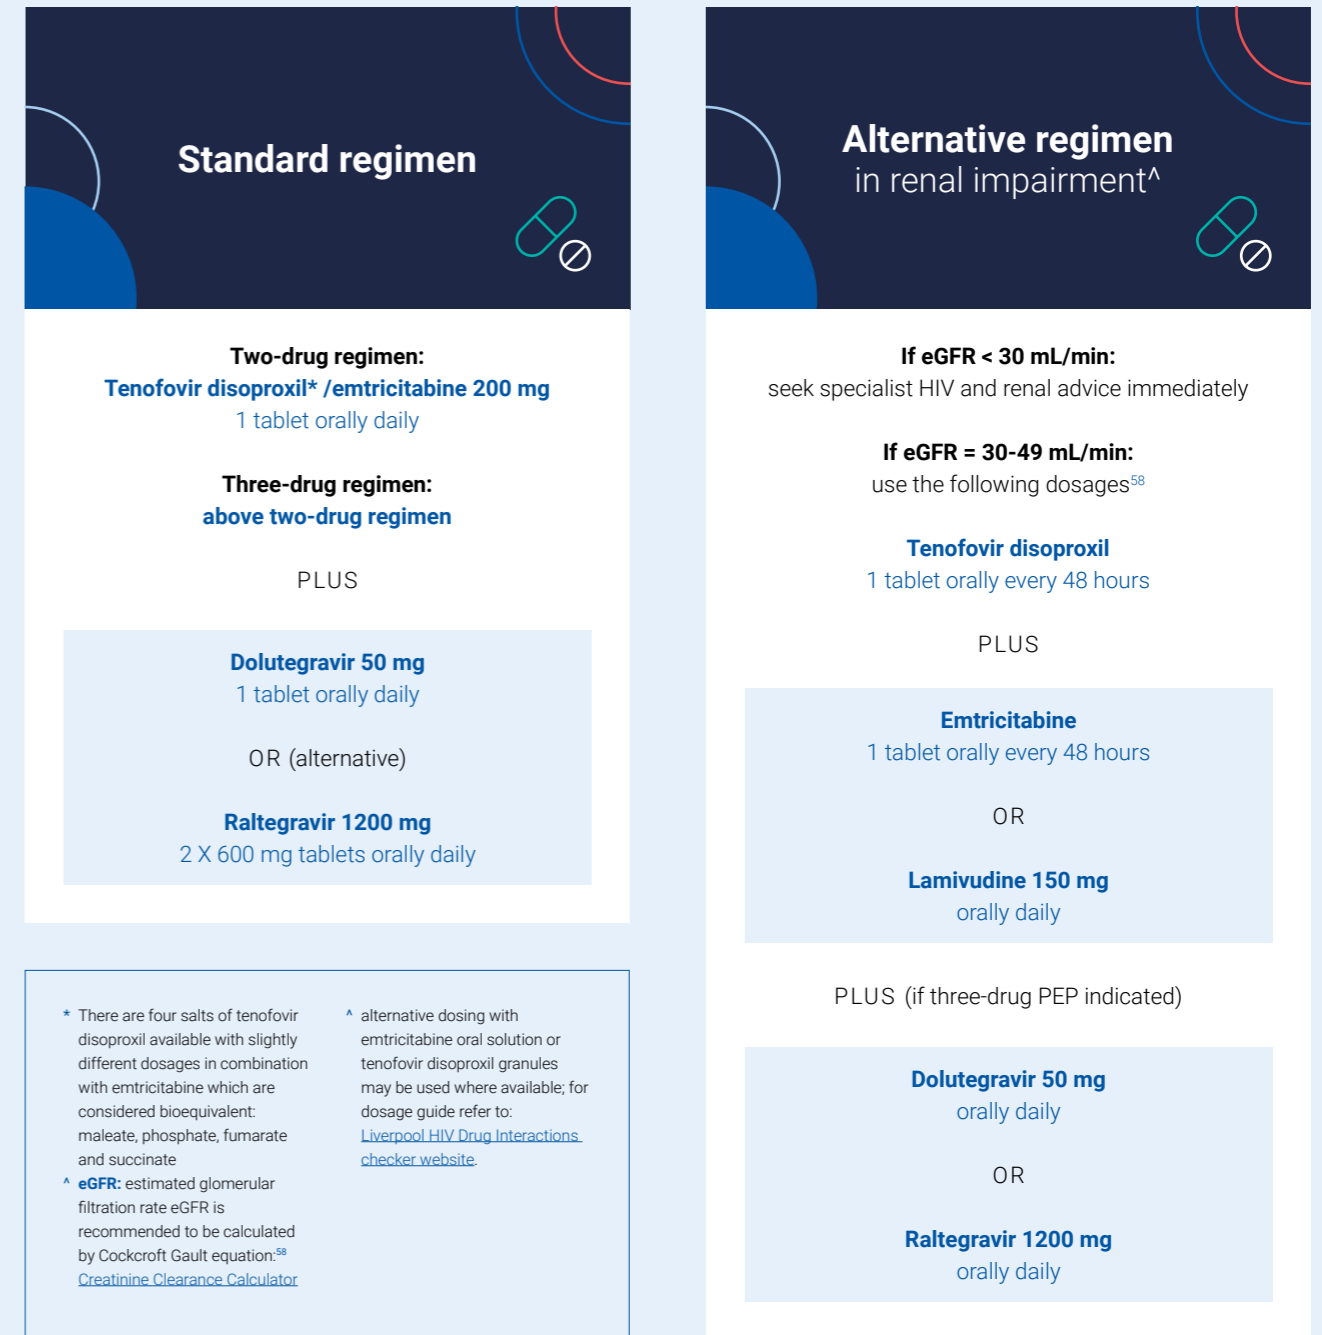 Standard regimen
Two-drug regimen:
Tenofovir disoproxil* /emtricitabine 200 mg
1 tablet orally daily
Three-drug regimen:
above two-drug regimen
PLUS
Dolutegravir 50 mg
1 tablet orally daily
OR (alternative)
Raltegravir 1200 mg
2 X 600 mg tablets orally daily
* There are four salts of tenofovir
disoproxil available with slightly
different dosages in combination
with emtricitabine which are
considered bioequivalent:
maleate, phosphate, fumarate
and succinate
^ eGFR: estimated glomerular
filtration rate eGFR is
recommended to be calculated
by Cockcroft Gault equation:58
Creatinine Clearance Calculator
^ alternative dosing with
emtricitabine oral solution or
tenofovir disoproxil granules
may be used where available; for
dosage guide refer to:
Liverpool HIV Drug Interactions
checker website.
Alternative regimen
in renal impairment^
If eGFR < 30 mL/min:
seek specialist HIV and renal advice immediately
If eGFR = 30-49 mL/min:
use the following dosages58
Tenofovir disoproxil
1 tablet orally every 48 hours
PLUS
Emtricitabine
1 tablet orally every 48 hours
OR
Lamivudine 150 mg
orally daily
PLUS (if three-drug PEP indicated)
Dolutegravir 50 mg
orally daily
OR
Raltegravir 1200 mg
orally daily